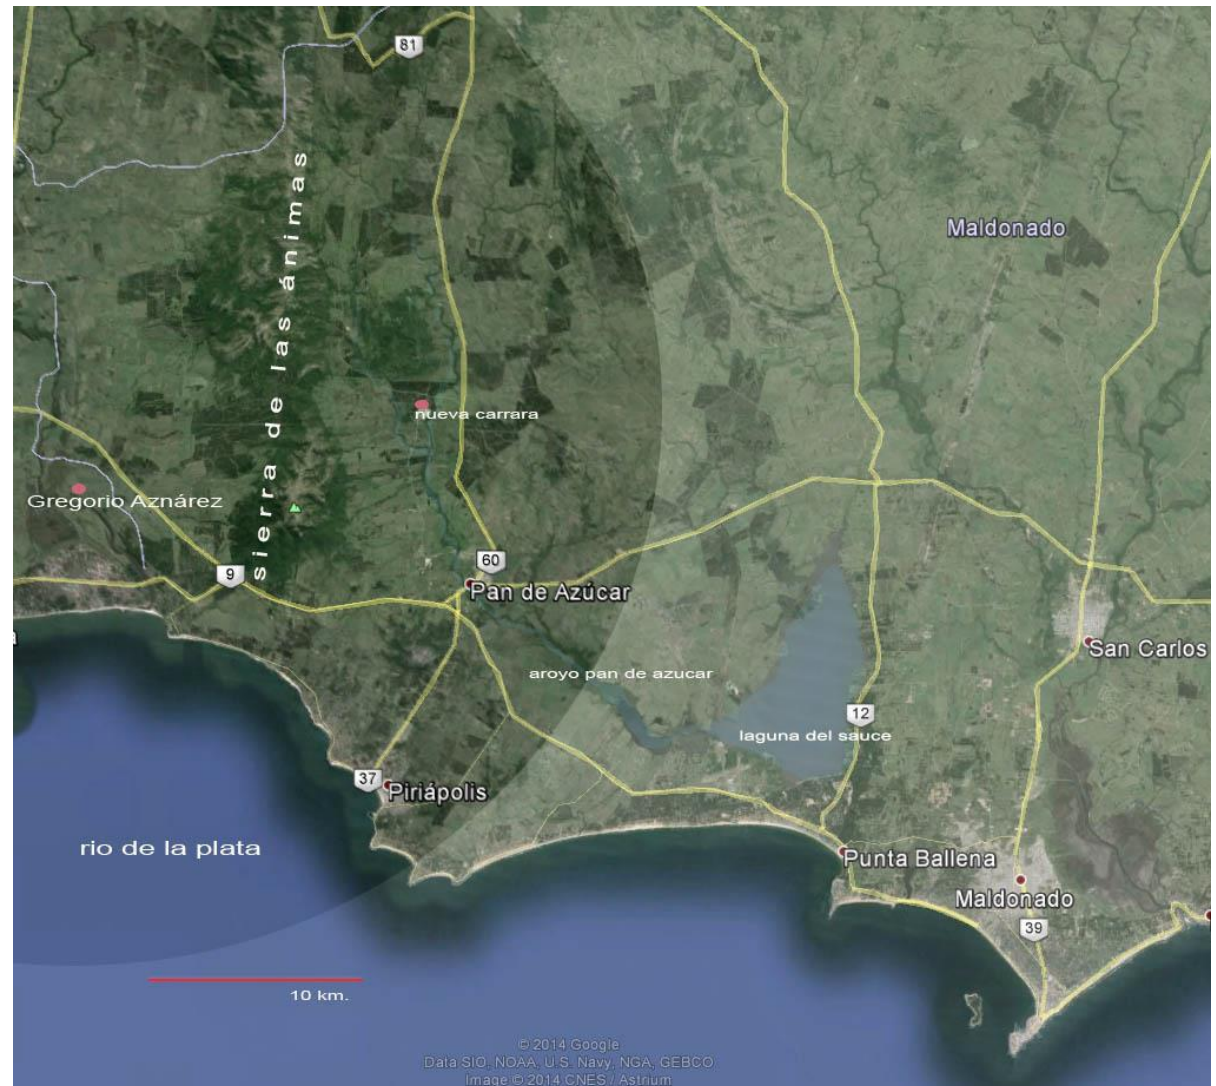 81
Maldonado
sierra de las ánimas
nueva carrara
Gregorio Aznárez
60
9
Pan de Azúcar
San Carlos
aroyo pan de azucar
12
laguna del sauce
37
Piriápolis
rio de la plata
Punta Ballena
Maldonado
39
10 km.
© 2014 Google
Data SIO, NOAA, U.S. Navy, NGA, GEBCO
Image © 2014 CNES / Astrium